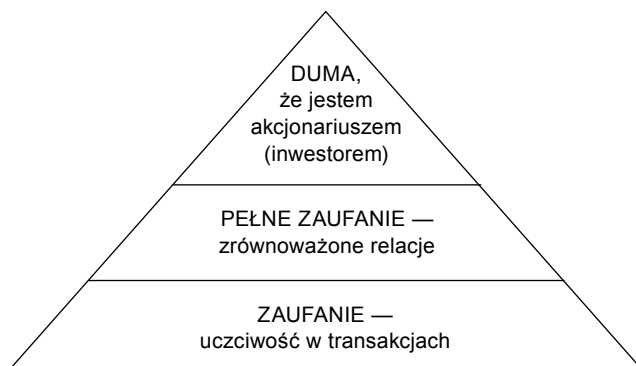 DUMA,
że jestem
akcjonariuszem
(inwestorem)
PEŁNE ZAUFANIE —
zrównoważone relacje
ZAUFANIE —
uczciwość w transakcjach